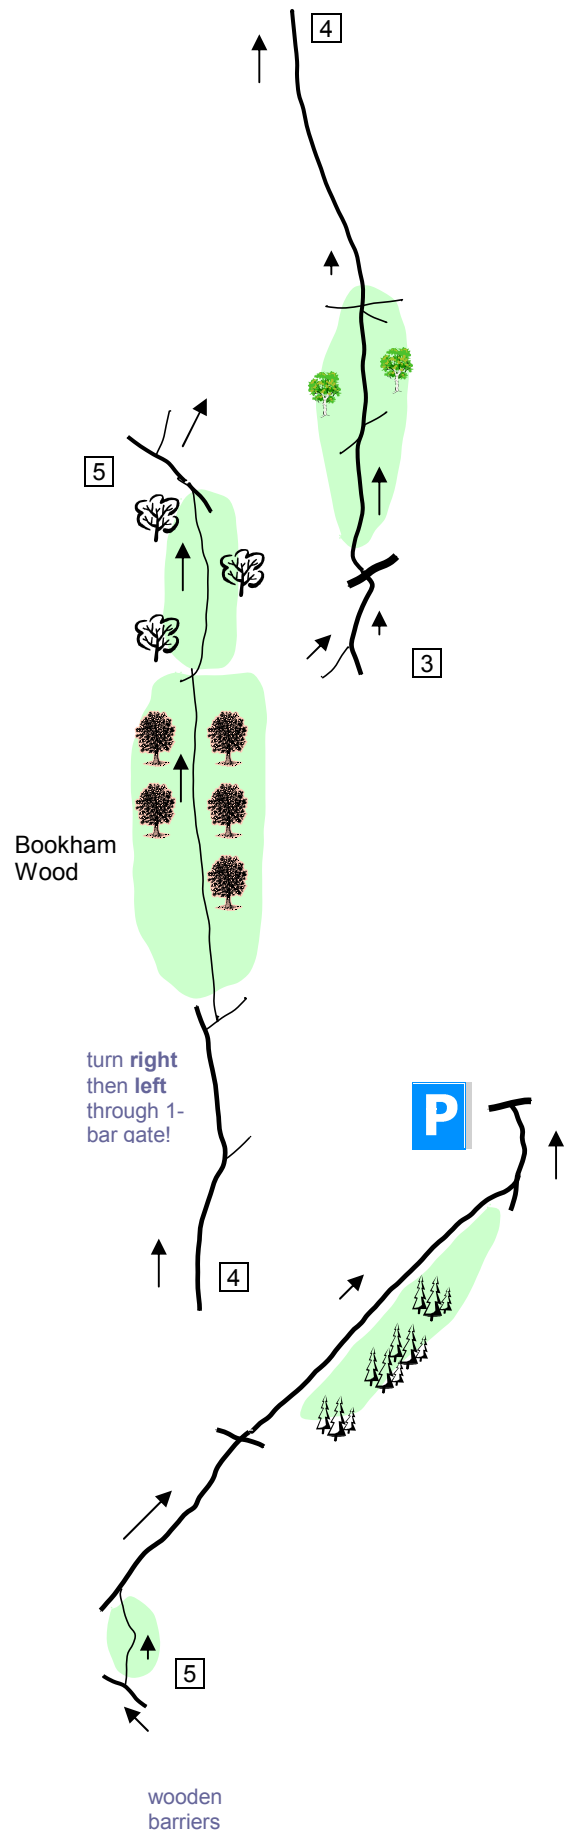 4
5
3
Bookham
Wood
turn right
then left
through 1-
bar gate!
P
4
5
wooden
barriers